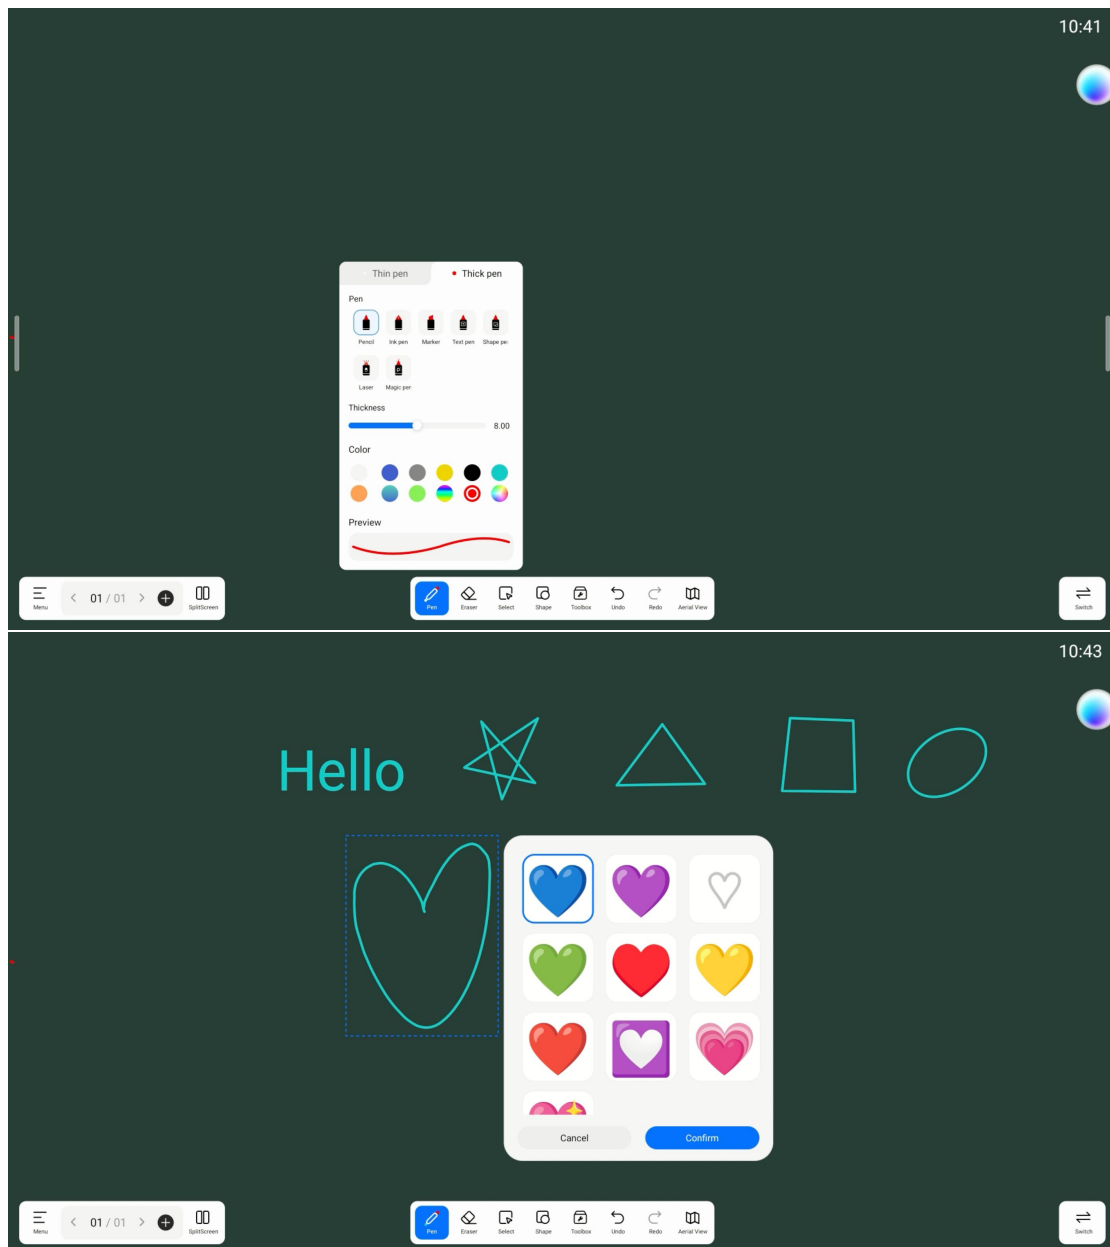 10:41
Thin pen Thick pen
Pen
Pencil Ink pen Marker Text pen Shape pe
Laser Magic pen
Thickness
8.00
Color
Preview
Menu 01 / 01 SplitScreen Pen Eraser Select Shape Toolbox Undo Redo Aerial View Switch
10:43
Hello
Cancel Confirm
Menu 01 / 01 SplitScreen Pen Eraser Select Shape Toolbox Undo Redo Aerial View Switch